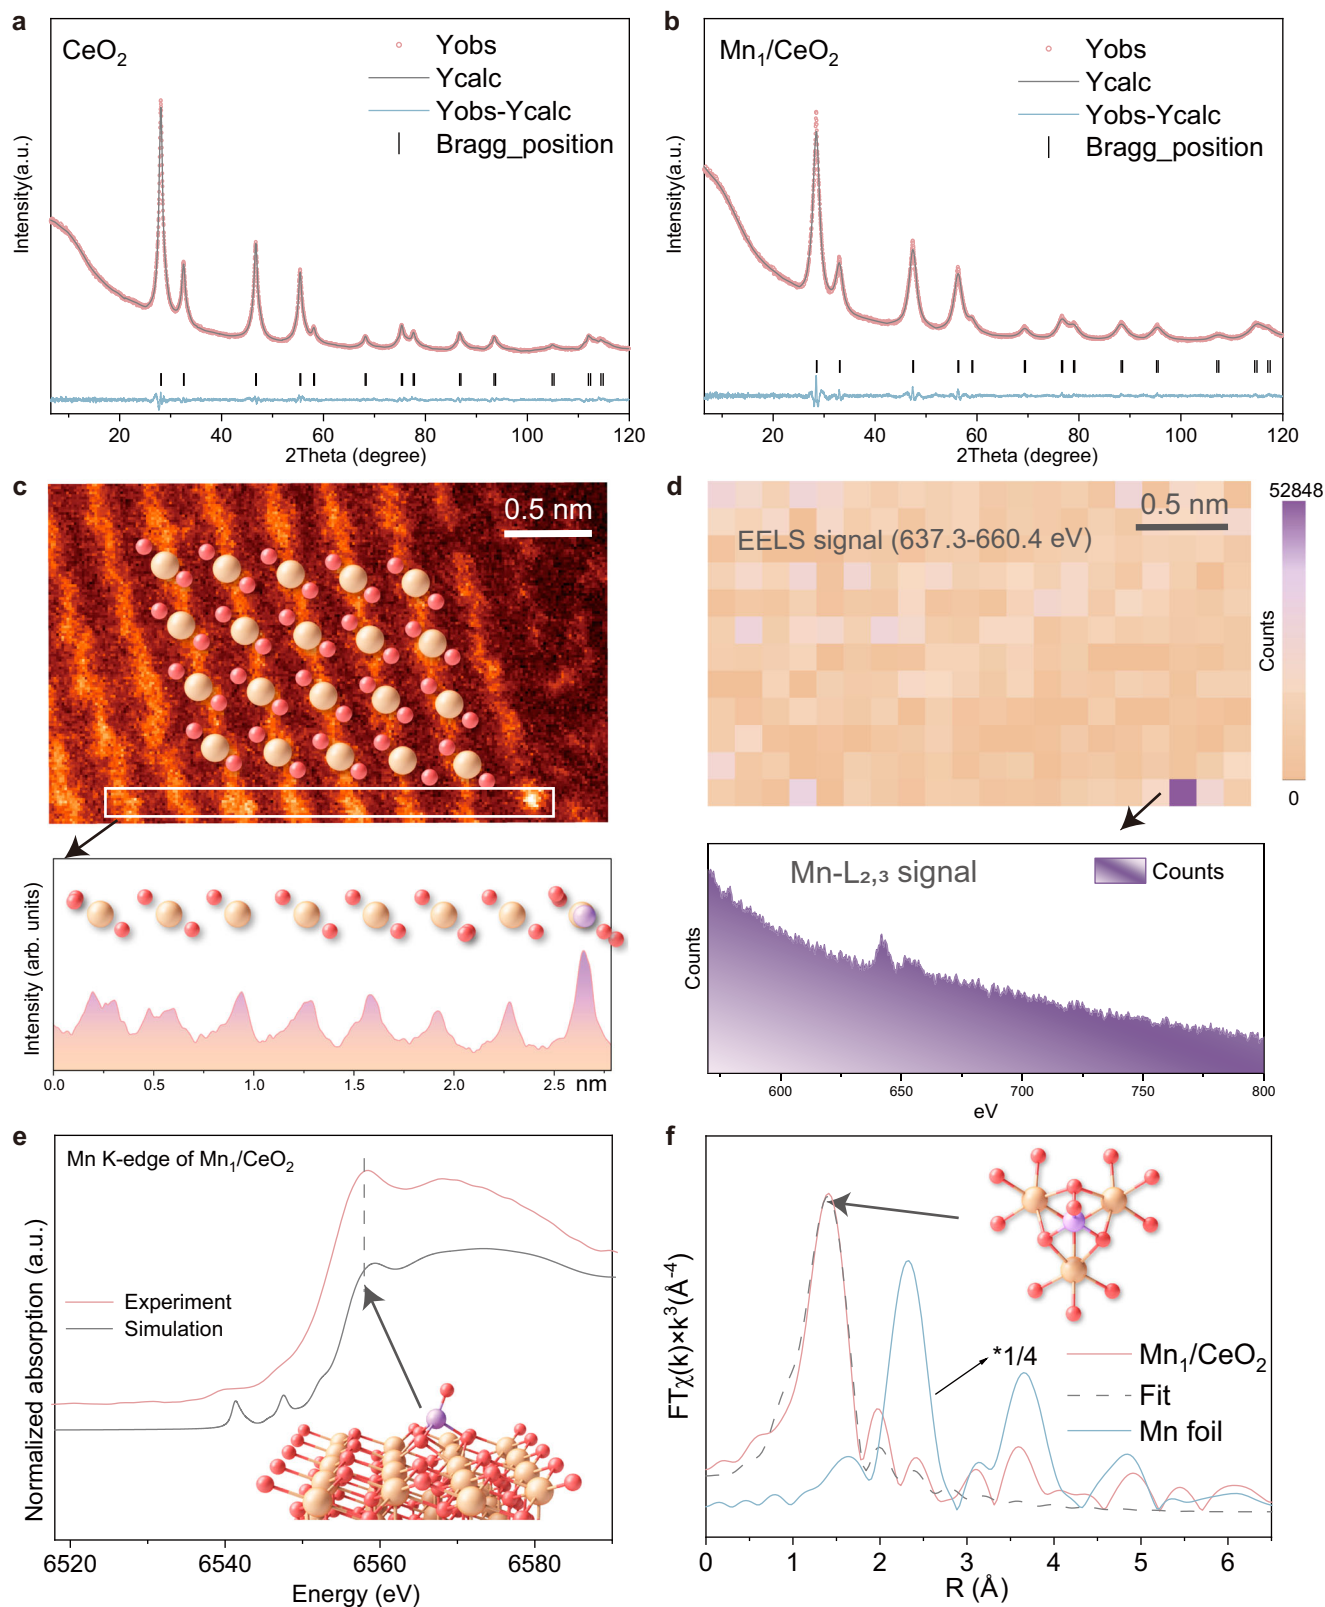 a
CeO₂
Yobs
Ycalc
Yobs-Ycalc
Bragg_position
Intensity(a.u.)
20 40 60 80 100 120
2Theta (degree)
b
Mn₁/CeO₂
Yobs
Ycalc
Yobs-Ycalc
Bragg_position
Intensity(a.u.)
20 40 60 80 100 120
2Theta (degree)
c
0.5 nm
Intensity (arb. units)
0.0 0.5 1.0 1.5 2.0 2.5 nm
d
0.5 nm
EELS signal (637.3-660.4 eV)
52848
Counts
0
Mn-L₂,₃ signal
Counts
Counts
600 650 700 750 800
eV
e
Mn K-edge of Mn₁/CeO₂
Experiment
Simulation
Normalized absorption (a.u.)
6520 6540 6560 6580
Energy (eV)
f
*1/4
Mn₁/CeO₂
Fit
Mn foil
FTχ(k)×k³(Å⁻⁴)
0 1 2 3 4 5 6
R (Å)